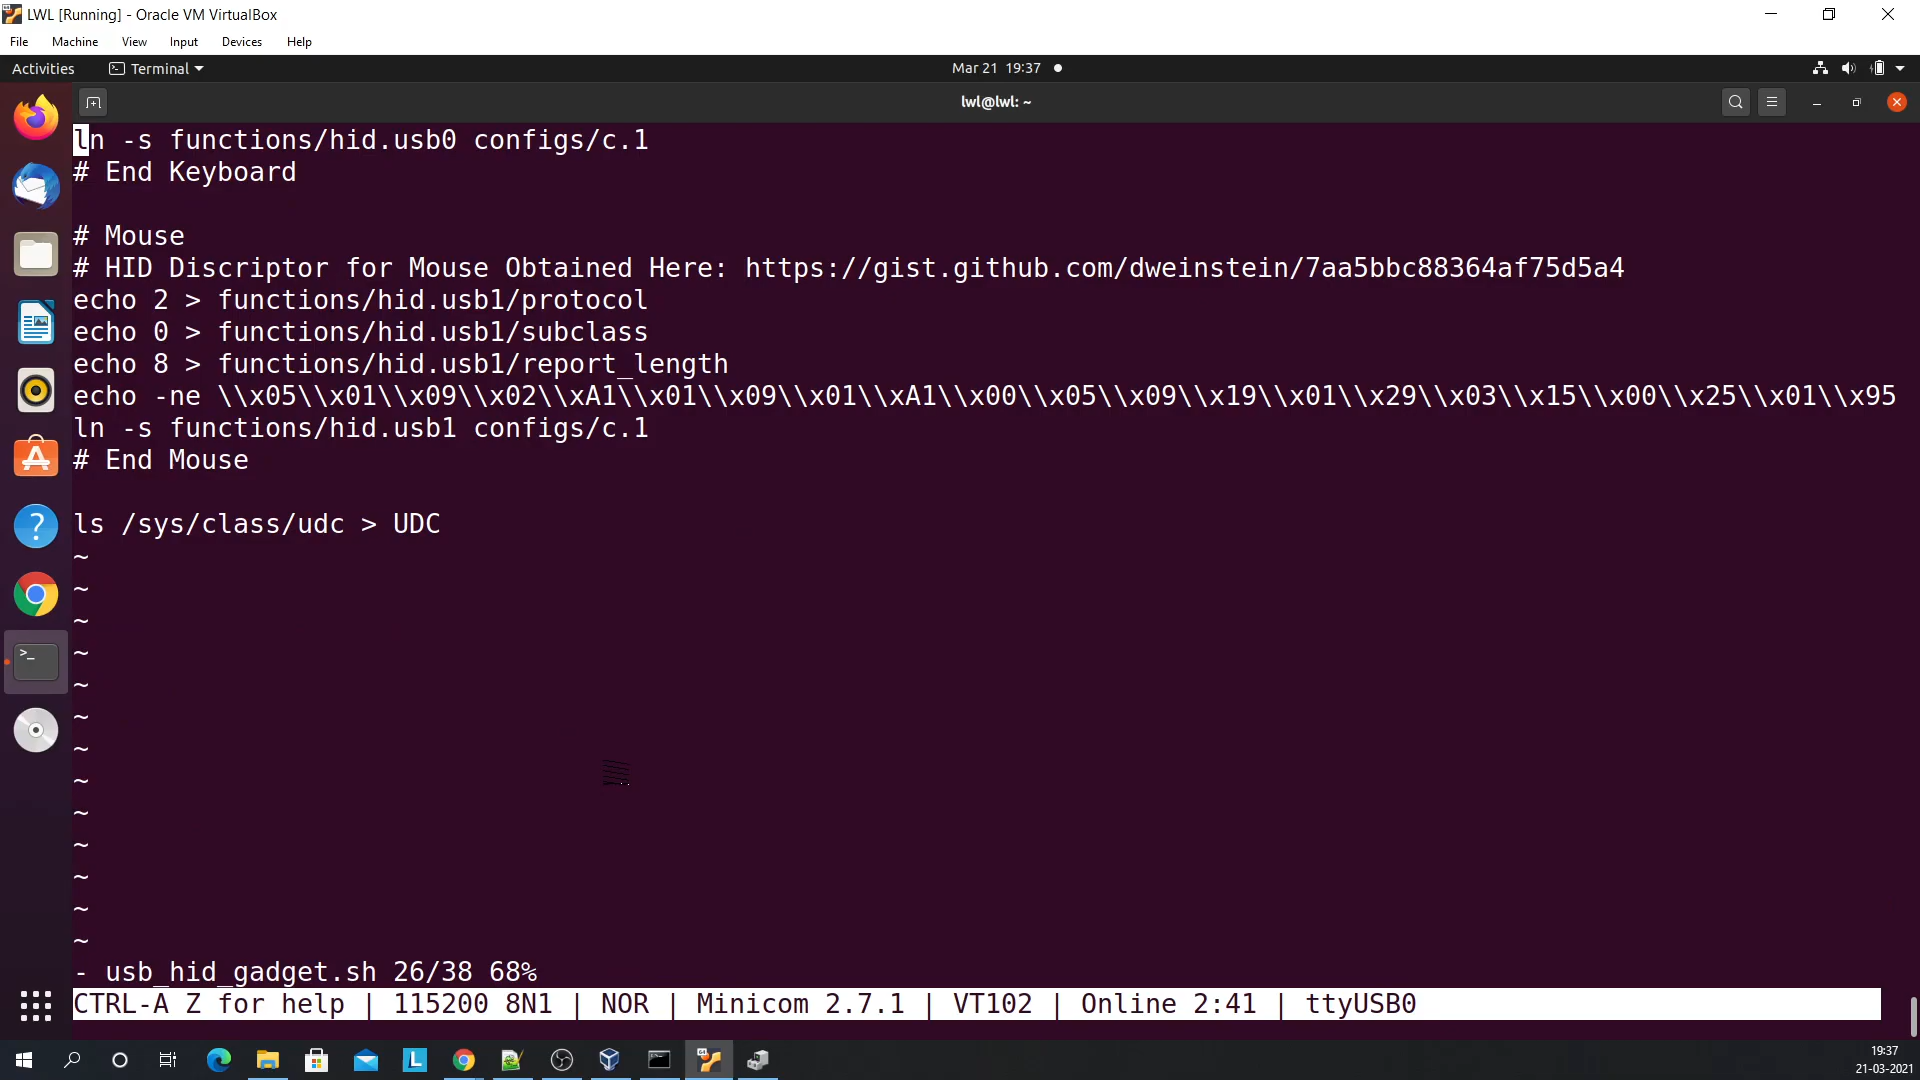 LWL [Running] - Oracle VM VirtualBox
File Machine View Input Devices Help
Activities Terminal Mar 21 19:37
lwl@lwl: ~
ln -s functions/hid.usb0 configs/c.1
# End Keyboard
# Mouse
# HID Discriptor for Mouse Obtained Here: https://gist.github.com/dweinstein/7aa5bbc88364af75d5a4
echo 2 > functions/hid.usb1/protocol
echo 0 > functions/hid.usb1/subclass
echo 8 > functions/hid.usb1/report_length
echo -ne \\x05\\x01\\x09\\x02\\xA1\\x01\\x09\\x01\\xA1\\x00\\x05\\x09\\x19\\x01\\x29\\x03\\x15\\x00\\x25\\x01\\x95
ln -s functions/hid.usb1 configs/c.1
# End Mouse
ls /sys/class/udc > UDC
~
~
~
~
~
~
~
~
~
~
~
~
~
- usb_hid_gadget.sh 26/38 68%
CTRL-A Z for help | 115200 8N1 | NOR | Minicom 2.7.1 | VT102 | Online 2:41 | ttyUSB0
19:37
21-03-2021